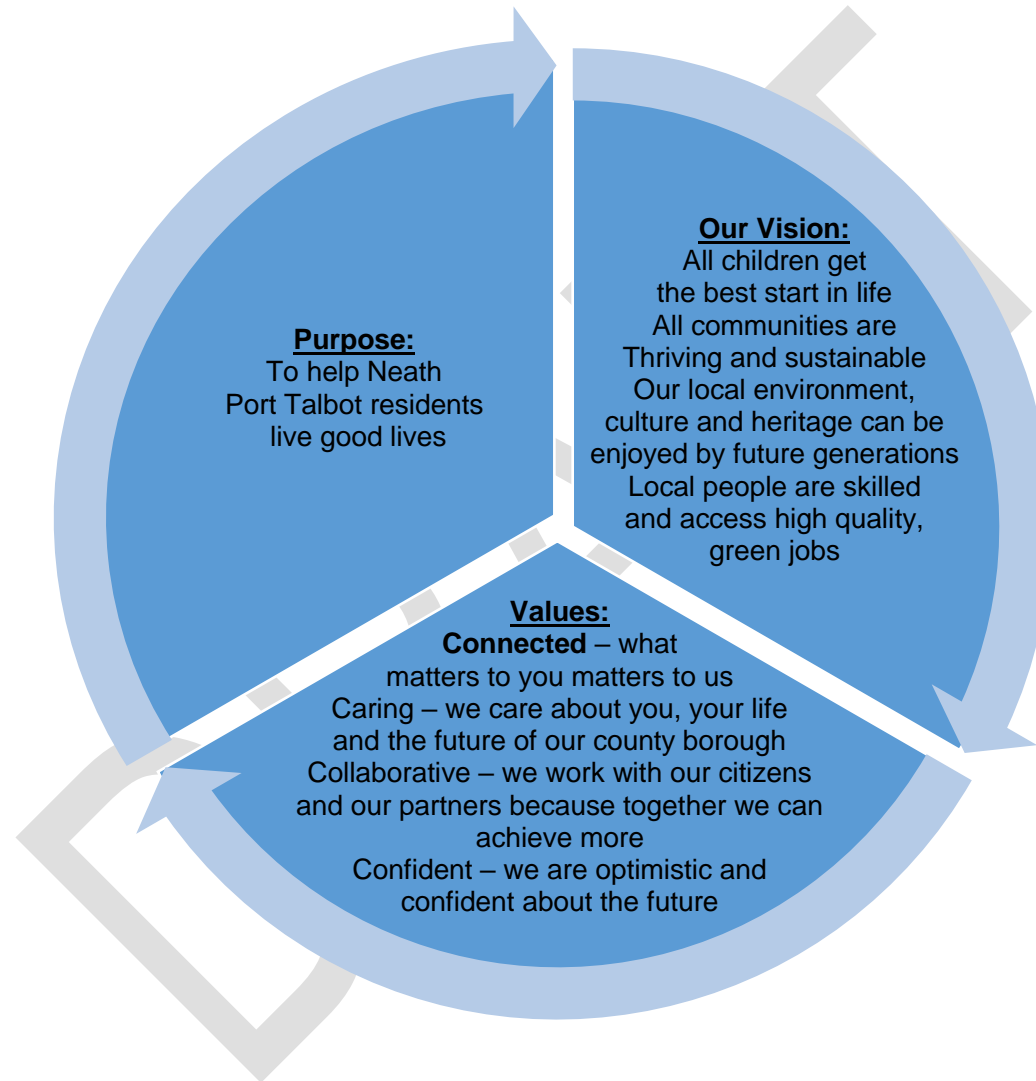 Purpose:
To help Neath
Port Talbot residents
live good lives
Our Vision:
All children get
the best start in life
All communities are
Thriving and sustainable
Our local environment,
culture and heritage can be
enjoyed by future generations
Local people are skilled
and access high quality,
green jobs
Values:
Connected – what
matters to you matters to us
Caring – we care about you, your life
and the future of our county borough
Collaborative – we work with our citizens
and our partners because together we can
achieve more
Confident – we are optimistic and
confident about the future